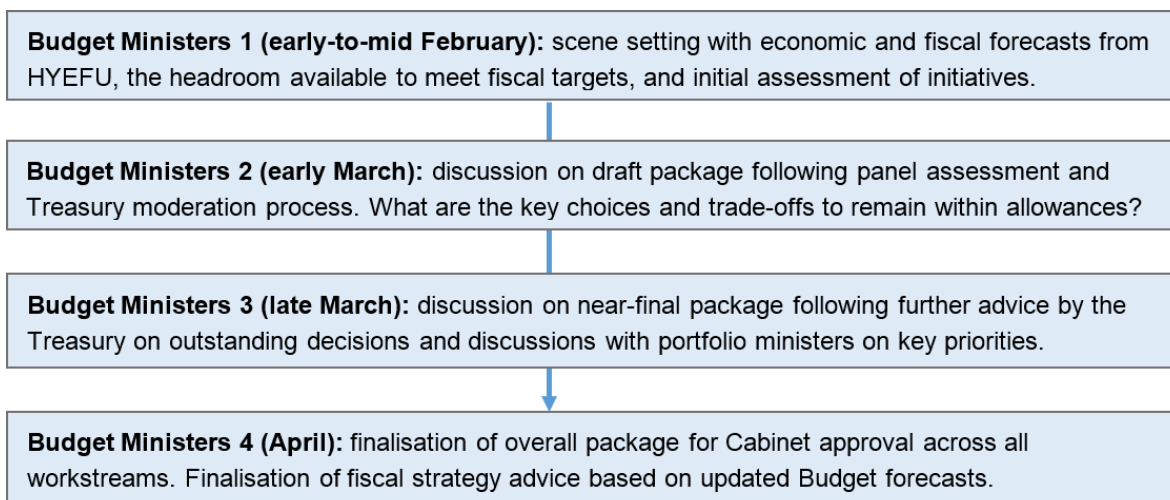 Budget Ministers 1 (early-to-mid February): scene setting with economic and fiscal forecasts from
HYEFU, the headroom available to meet fiscal targets, and initial assessment of initiatives.
Budget Ministers 2 (early March): discussion on draft package following panel assessment and
Treasury moderation process. What are the key choices and trade-offs to remain within allowances?
Budget Ministers 3 (late March): discussion on near-final package following further advice by the
Treasury on outstanding decisions and discussions with portfolio ministers on key priorities.
Budget Ministers 4 (April): finalisation of overall package for Cabinet approval across all
workstreams. Finalisation of fiscal strategy advice based on updated Budget forecasts.